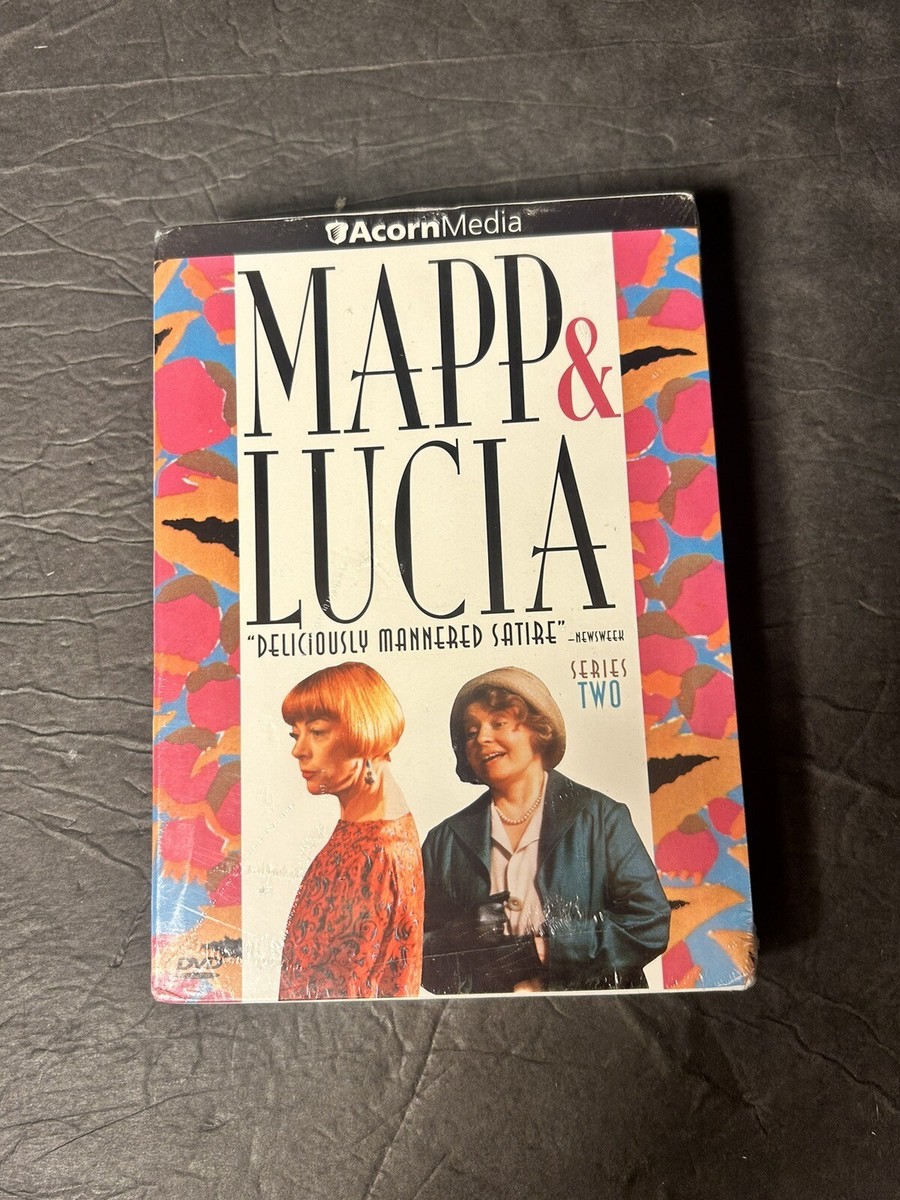 AcornMedia
MAPP &
LUCIA
"DELICIOUSLY MANNERED SATIRE" —NEWSWEEK
SERIES
TWO
DVD